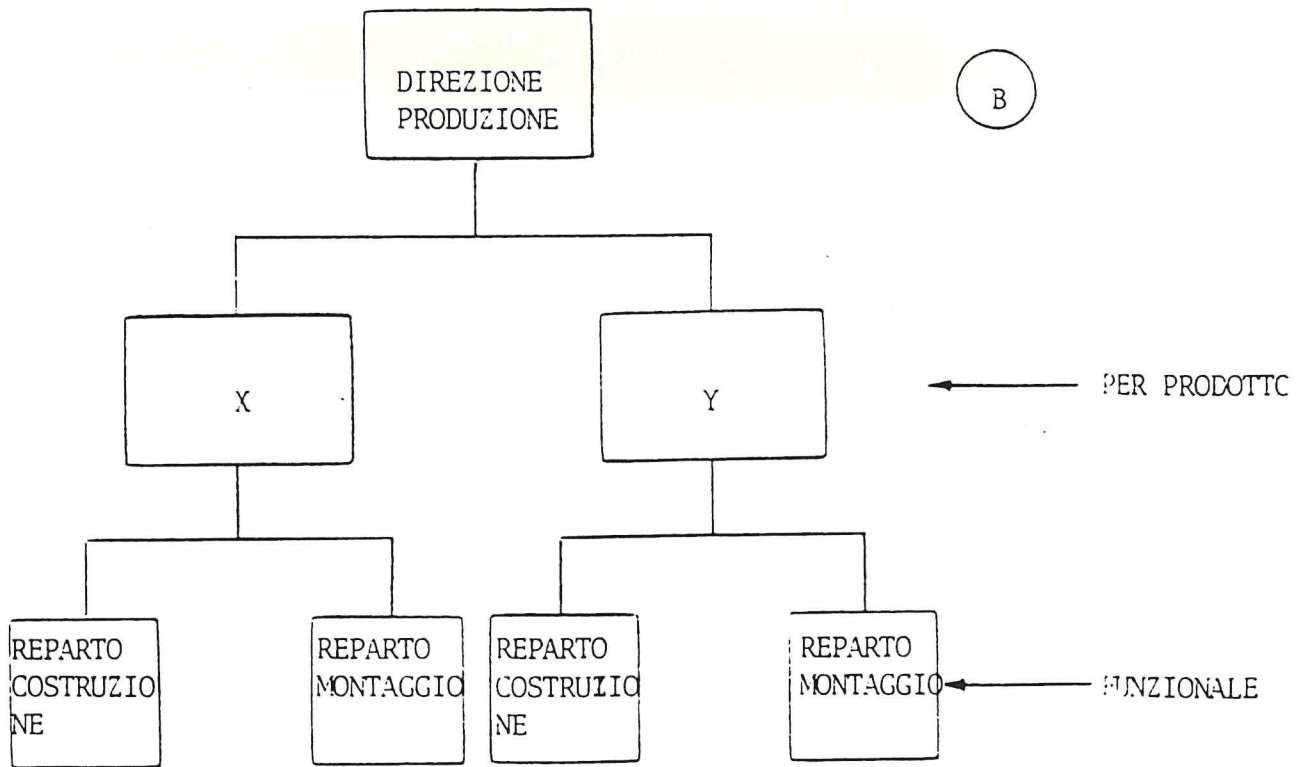 DIREZIONE
PRODUZIONE
B
X
Y
PER PRODOTTO
REPARTO
COSTRUZIO
NE
REPARTO
MONTAGGIO
REPARTO
COSTRUZIO
NE
REPARTO
MONTAGGIO
FUNZIONALE